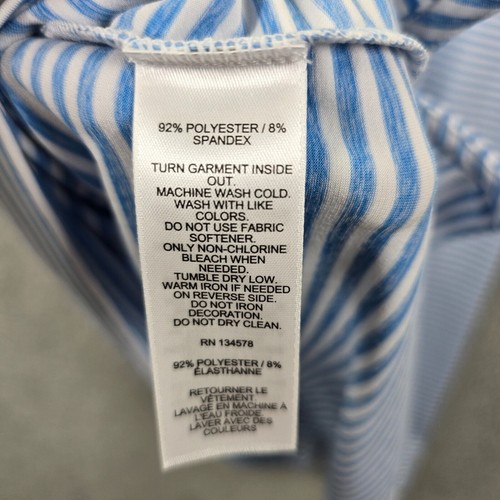 92% POLYESTER / 8%
SPANDEX
TURN GARMENT INSIDE
OUT.
MACHINE WASH COLD.
WASH WITH LIKE
COLORS.
DO NOT USE FABRIC
SOFTENER.
ONLY NON-CHLORINE
BLEACH WHEN
NEEDED.
TUMBLE DRY LOW.
WARM IRON IF NEEDED
ON REVERSE SIDE.
DO NOT IRON
DECORATION.
DO NOT DRY CLEAN.
RN 134578
92% POLYESTER / 8%
ÉLASTHANNE
RETOURNER LE
VÊTEMENT.
LAVAGE EN MACHINE À
L'EAU FROIDE.
LAVER AVEC DES
COULEURS